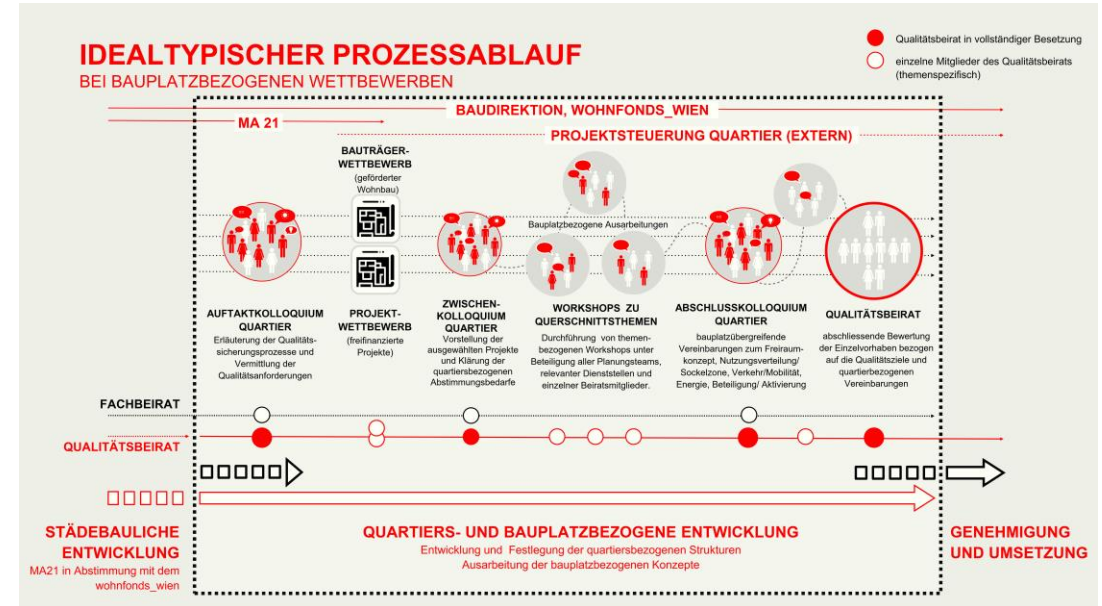 IDEALTYPISCHER PROZESSABLAUF
BEI BAUPLATZBEZOGENEN WETTBEWERBEN
Qualitätsbeirat in vollständiger Besetzung
einzelne Mitglieder des Qualitätsbeirats
(themenspezifisch)
BAUDIREKTION, WOHNFONDS_WIEN
MA 21
PROJEKTSTEUERUNG QUARTIER (EXTERN)
BAUTRÄGER-
WETTBEWERB
(geförderter
Wohnbau)
Bauplatzbezogene Ausarbeitungen
AUFTAKTKOLLOQUIUM
QUARTIER
Erläuterung der Qualitäts-
sicherungsprozesse und
Vermittlung der
Qualitätsanforderungen
PROJEKT-
WETTBEWERB
(freifinanzierte
Projekte)
ZWISCHEN-
KOLLOQUIUM
QUARTIER
Vorstellung der
ausgewählten Projekte
und Klärung der
quartiersbezogenen
Abstimmungsbedarfe
WORKSHOPS ZU
QUERSCHNITTSTHEMEN
Durchführung von themen-
bezogenen Workshops unter
Beteiligung aller Planungsteams,
relevanter Dienststellen und
einzelner Beiratsmitglieder.
ABSCHLUSSKOLLOQUIUM
QUARTIER
bauplatzübergreifende
Vereinbarungen zum Freiraum-
konzept, Nutzungsverteilung/
Sockelzone, Verkehr/Mobilität,
Energie, Beteiligung/ Aktivierung
QUALITÄTSBEIRAT
abschliessende Bewertung
der Einzelvorhaben bezogen
auf die Qualitätsziele und
quartierbezogenen
Vereinbarungen
FACHBEIRAT
QUALITÄTSBEIRAT
STÄDEBAULICHE
ENTWICKLUNG
MA21 in Abstimmung mit dem
wohnfonds_wien
QUARTIERS- UND BAUPLATZBEZOGENE ENTWICKLUNG
Entwicklung und Festlegung der quartiersbezogenen Strukturen
Ausarbeitung der bauplatzbezogenen Konzepte
GENEHMIGUNG
UND UMSETZUNG